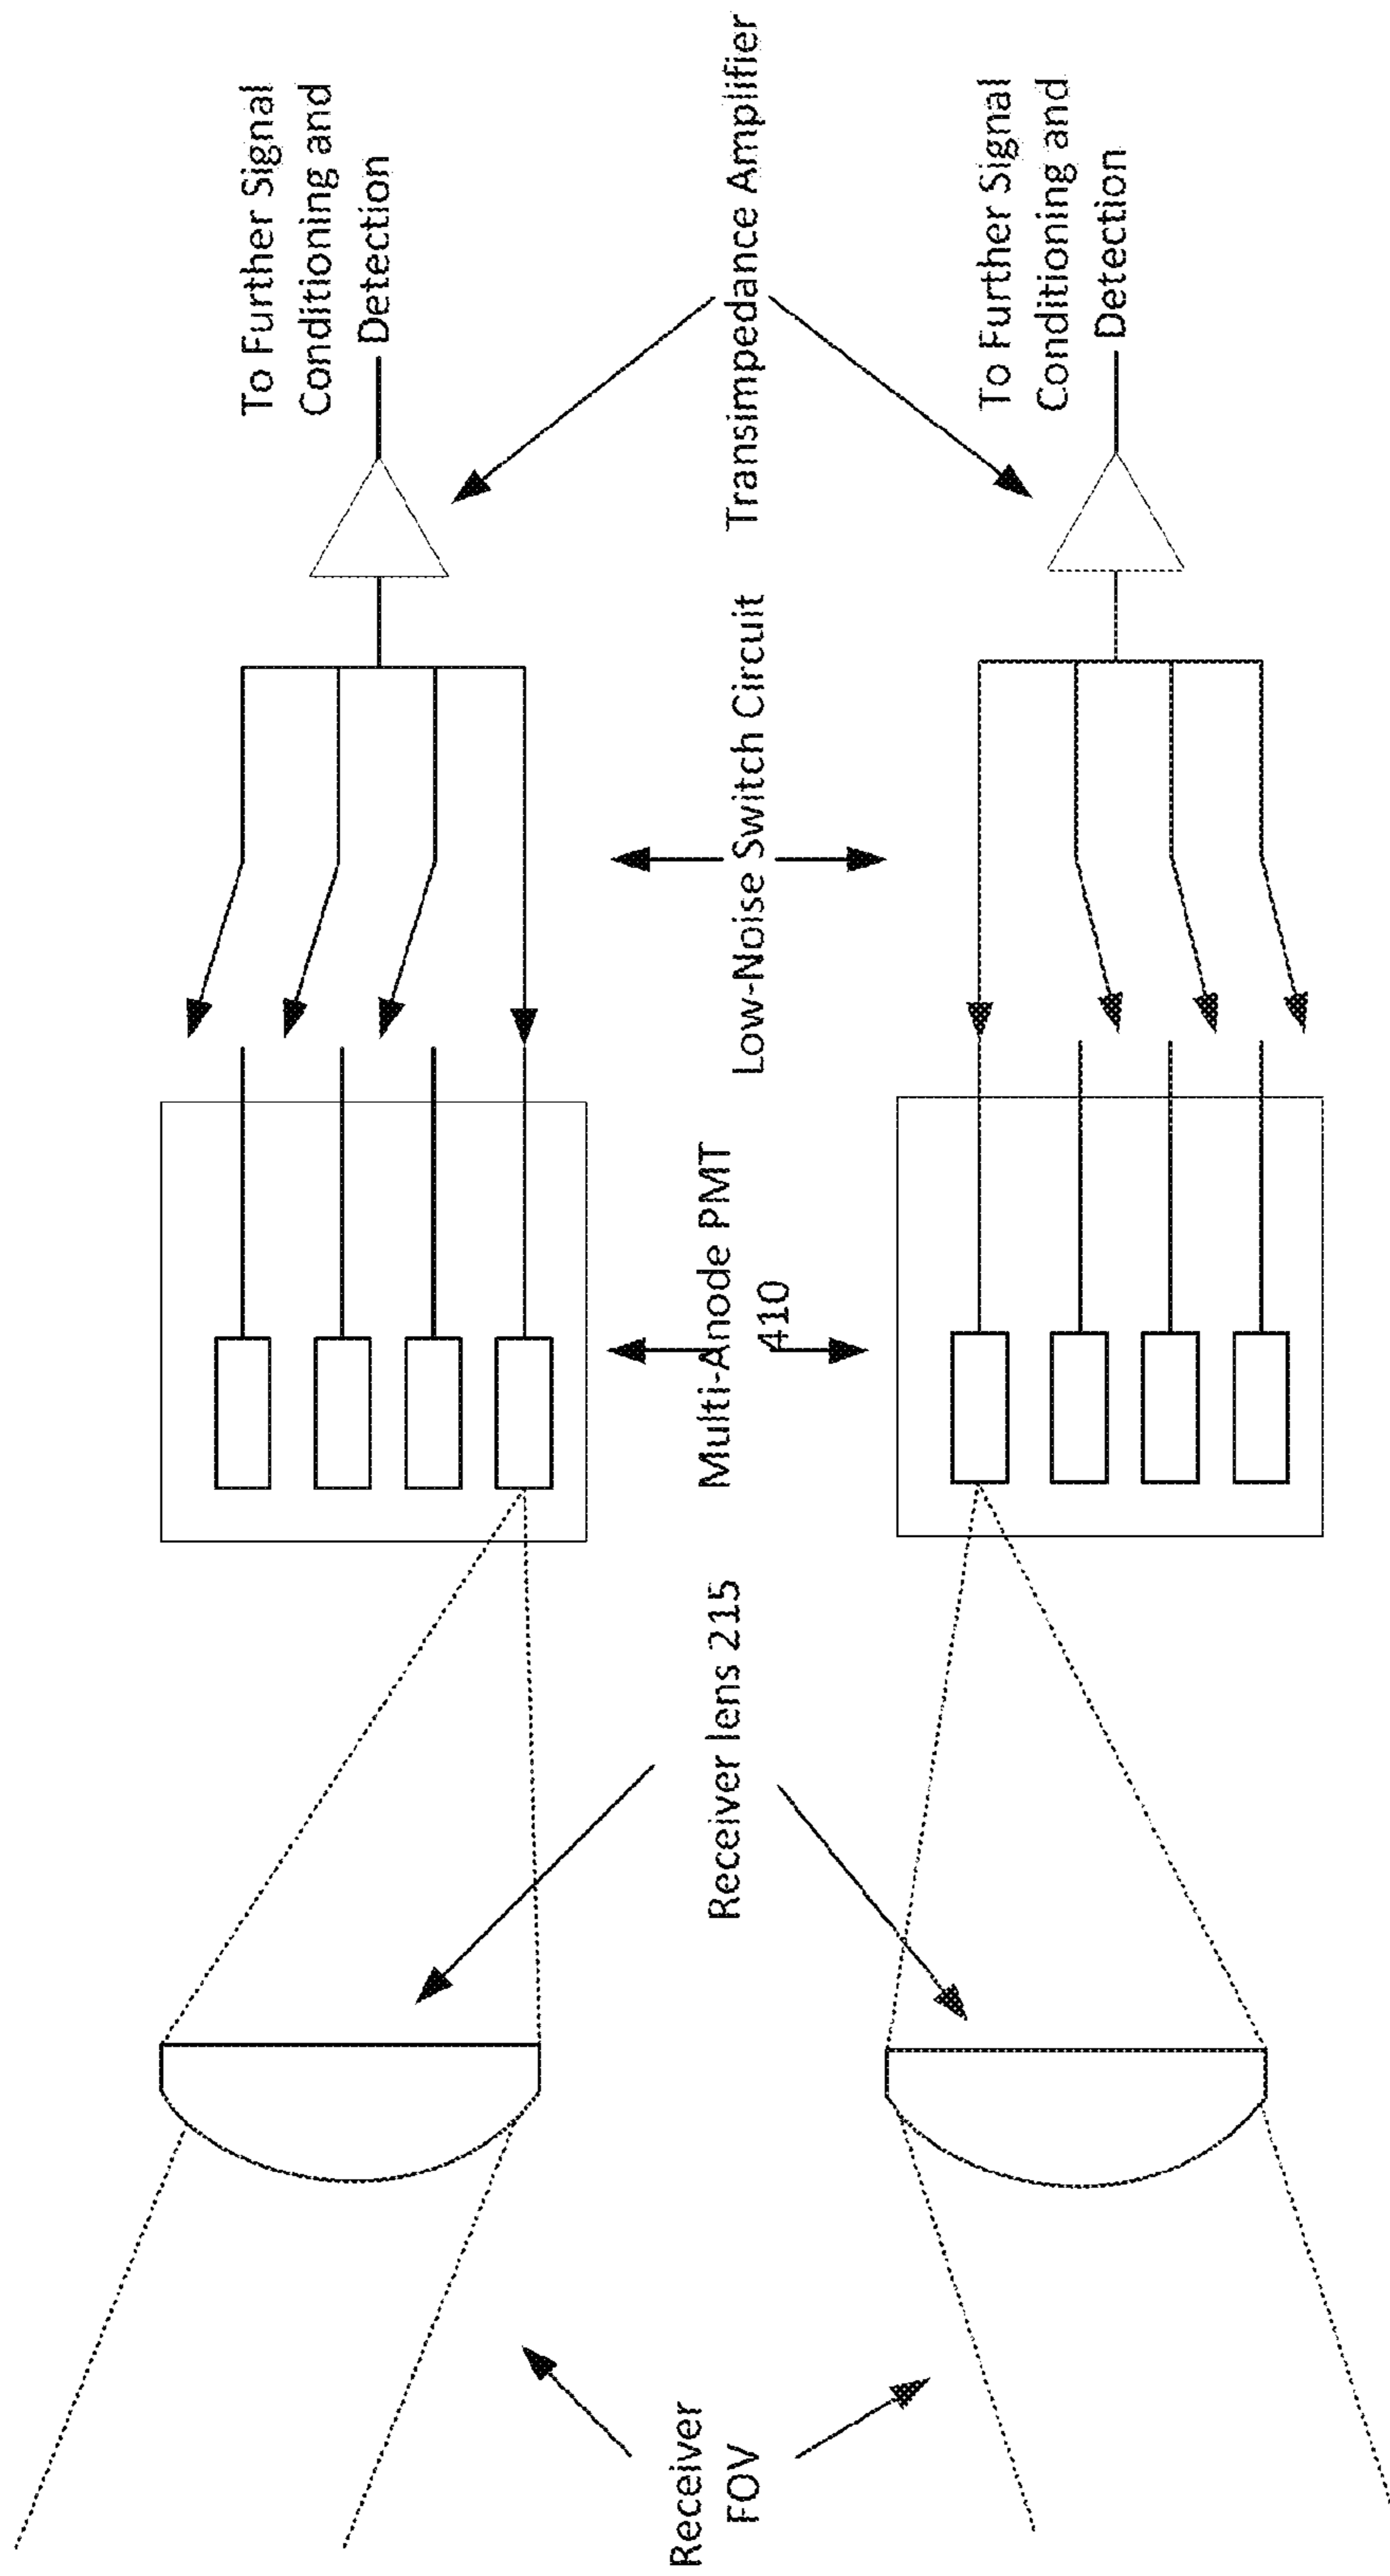 To Further Signal
Conditioning and
Detection
Transimpedance Amplifier
To Further Signal
Conditioning and
Detection
Low-Noise Switch Circuit
Multi-Anode PMT
410
Receiver lens 215
Receiver
FOV